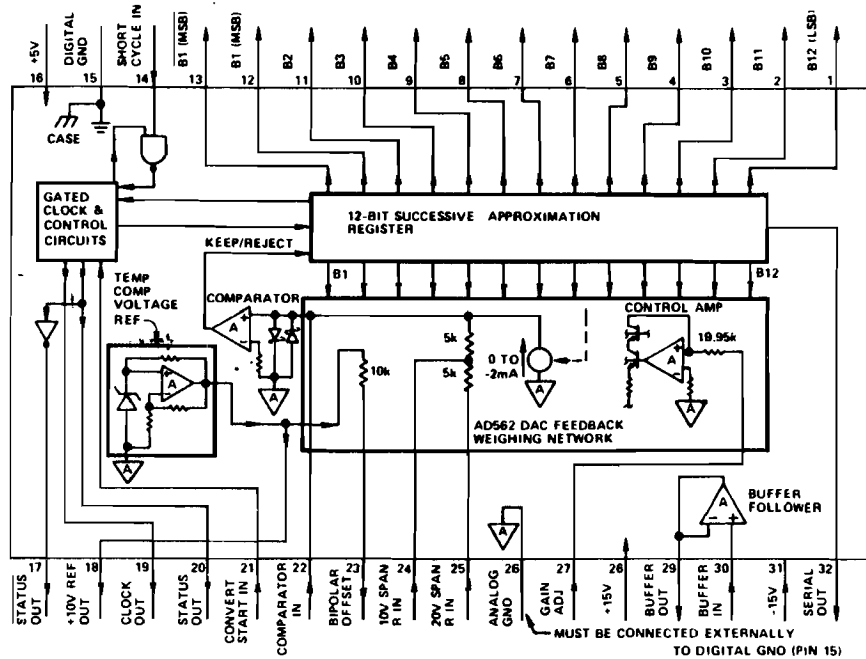 +5V
DIGITAL
GND
SHORT
CYCLE IN
B1 (MSB)
B1 (MSB)
B2
B3
B4
B5
B6
B7
B8
B9
B10
B11
B12 (LSB)
16
15
14
13
12
11
10
9
8
7
6
5
4
3
2
1
CASE
GATED
CLOCK &
CONTROL
CIRCUITS
12-BIT SUCCESSIVE APPROXIMATION
REGISTER
KEEP/REJECT
B1
B12
TEMP
COMP
VOLTAGE
REF
COMPARATOR
CONTROL AMP
A
A
A
A
A
A
A
10k
5k
5k
0 TO
-2mA
19.95k
AD562 DAC FEEDBACK
WEIGHING NETWORK
A
A
BUFFER
FOLLOWER
17
18
19
20
21
22
23
24
25
26
27
28
29
30
31
32
STATUS
OUT
+10V REF
OUT
CLOCK
OUT
STATUS
OUT
CONVERT
START IN
COMPARATOR
IN
BIPOLAR
OFFSET
10V SPAN
R IN
20V SPAN
R IN
ANALOG
GND
GAIN
ADJ
+15V
BUFFER
OUT
BUFFER
IN
-15V
SERIAL
OUT
MUST BE CONNECTED EXTERNALLY
TO DIGITAL GNO (PIN 15)